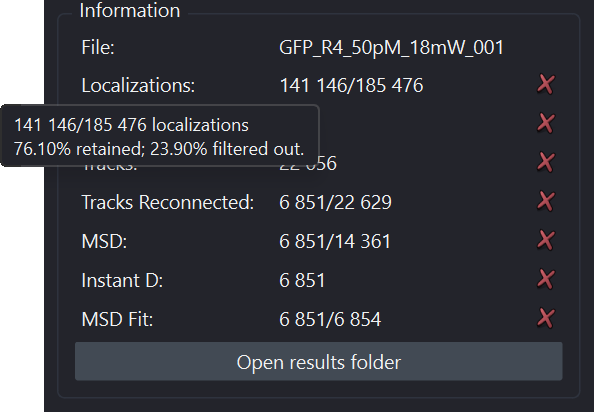 Information
File: GFP_R4_50pM_18mW_001
Localizations: 141 146/185 476
141 146/185 476 localizations
76.10% retained; 23.90% filtered out.
Tracks: 22 656
Tracks Reconnected: 6 851/22 629
MSD: 6 851/14 361
Instant D: 6 851
MSD Fit: 6 851/6 854
Open results folder